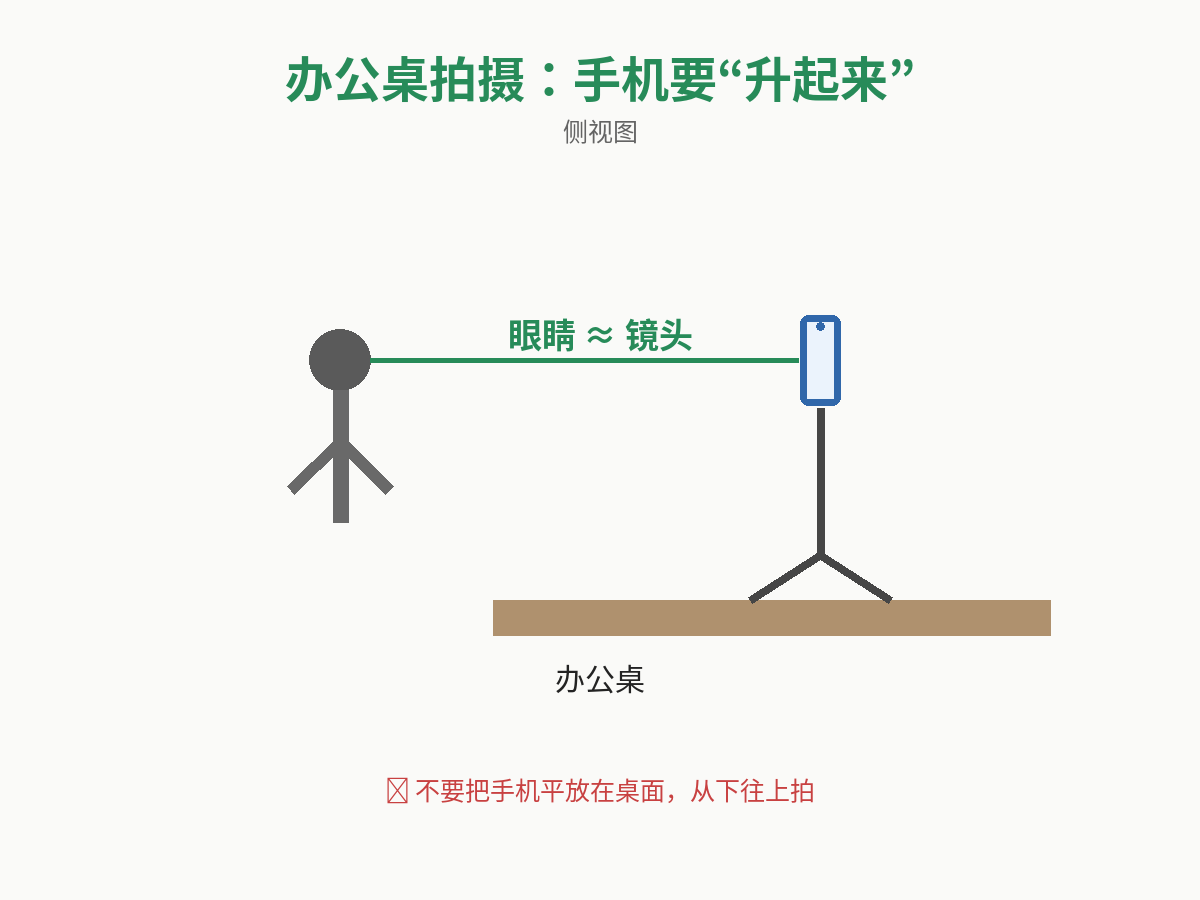 办公桌拍摄：手机要“升起来”
侧视图
眼睛 ≈ 镜头
办公桌
不要把手机平放在桌面，从下往上拍